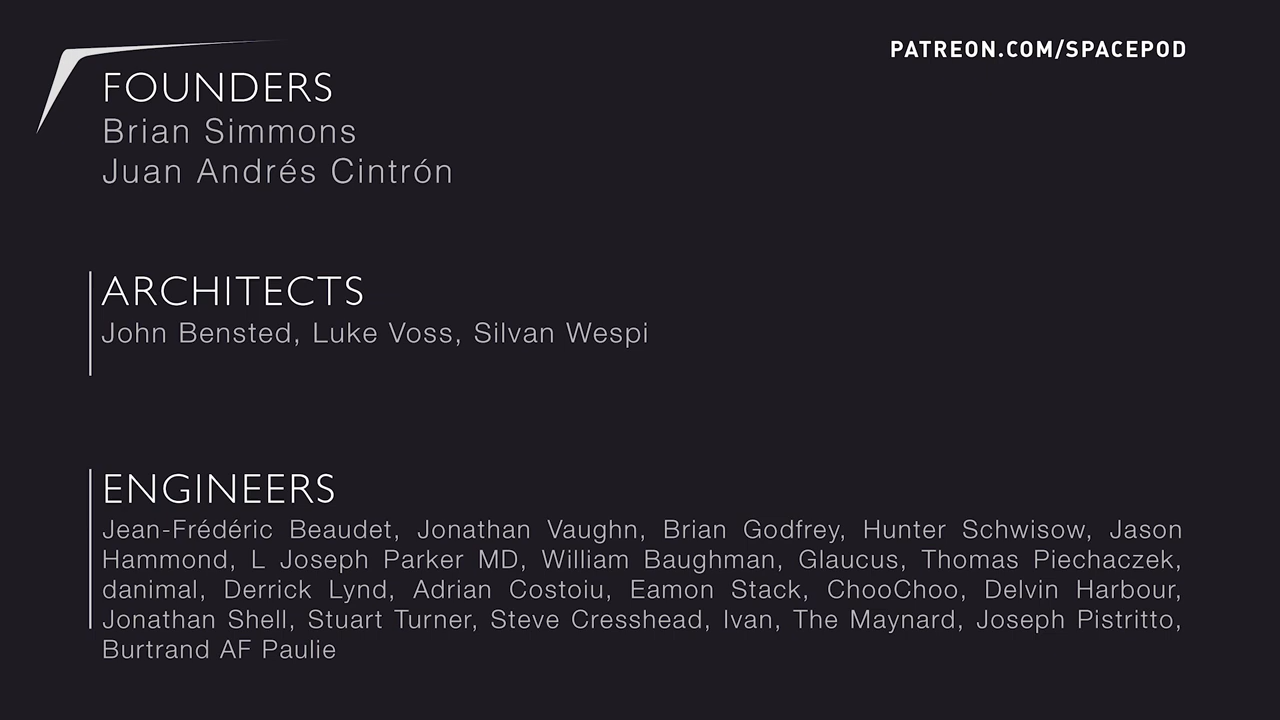 PATREON.COM/SPACEPOD
FOUNDERS
Brian Simmons
Juan Andrés Cintrón
ARCHITECTS
John Bensted, Luke Voss, Silvan Wespi
ENGINEERS
Jean-Frédéric Beaudet, Jonathan Vaughn, Brian Godfrey, Hunter Schwisow, Jason
Hammond, L Joseph Parker MD, William Baughman, Glaucus, Thomas Piechaczek,
danimal, Derrick Lynd, Adrian Costoiu, Eamon Stack, ChooChoo, Delvin Harbour,
Jonathan Shell, Stuart Turner, Steve Cresshead, Ivan, The Maynard, Joseph Pistritto,
Burtrand AF Paulie